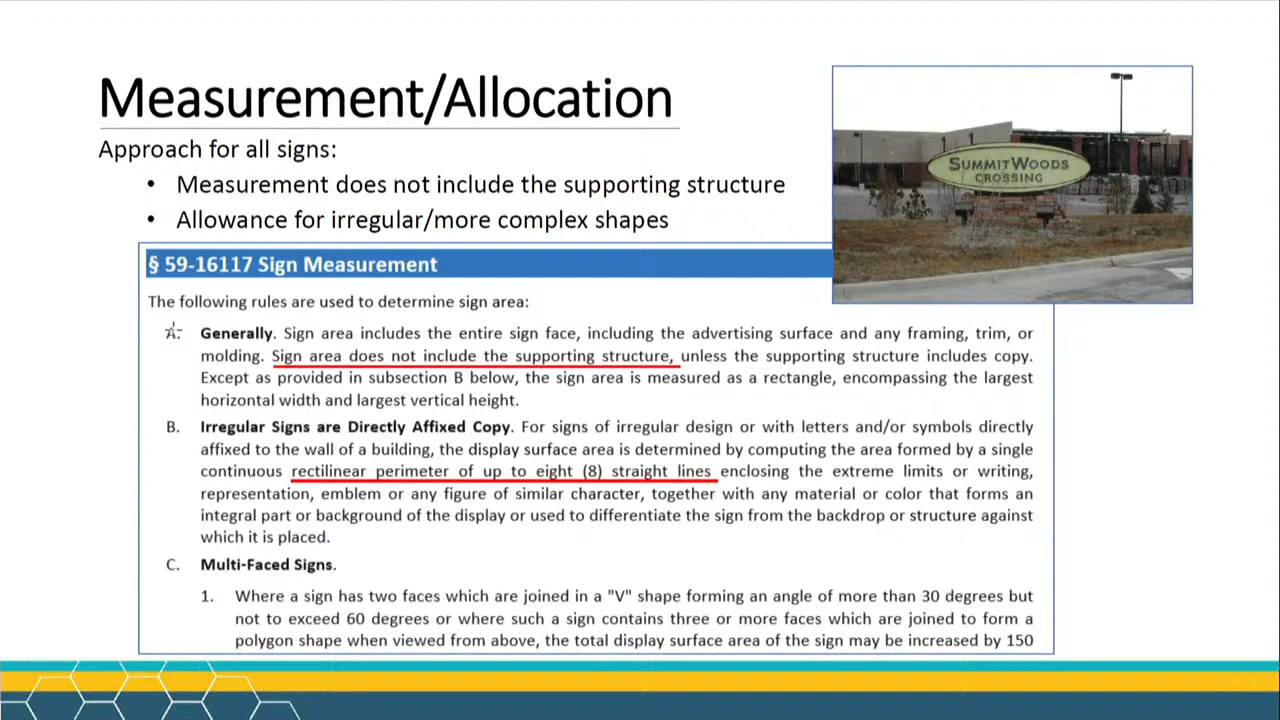 Measurement/Allocation
Approach for all signs:
• Measurement does not include the supporting structure
• Allowance for irregular/more complex shapes
SUMMITWOODS
CROSSING
§ 59-16117 Sign Measurement
The following rules are used to determine sign area:
A. Generally. Sign area includes the entire sign face, including the advertising surface and any framing, trim, or
molding. Sign area does not include the supporting structure, unless the supporting structure includes copy.
Except as provided in subsection B below, the sign area is measured as a rectangle, encompassing the largest
horizontal width and largest vertical height.
B. Irregular Signs are Directly Affixed Copy. For signs of irregular design or with letters and/or symbols directly
affixed to the wall of a building, the display surface area is determined by computing the area formed by a single
continuous rectilinear perimeter of up to eight (8) straight lines enclosing the extreme limits or writing,
representation, emblem or any figure of similar character, together with any material or color that forms an
integral part or background of the display or used to differentiate the sign from the backdrop or structure against
which it is placed.
C. Multi-Faced Signs.
1. Where a sign has two faces which are joined in a "V" shape forming an angle of more than 30 degrees but
not to exceed 60 degrees or where such a sign contains three or more faces which are joined to form a
polygon shape when viewed from above, the total display surface area of the sign may be increased by 150